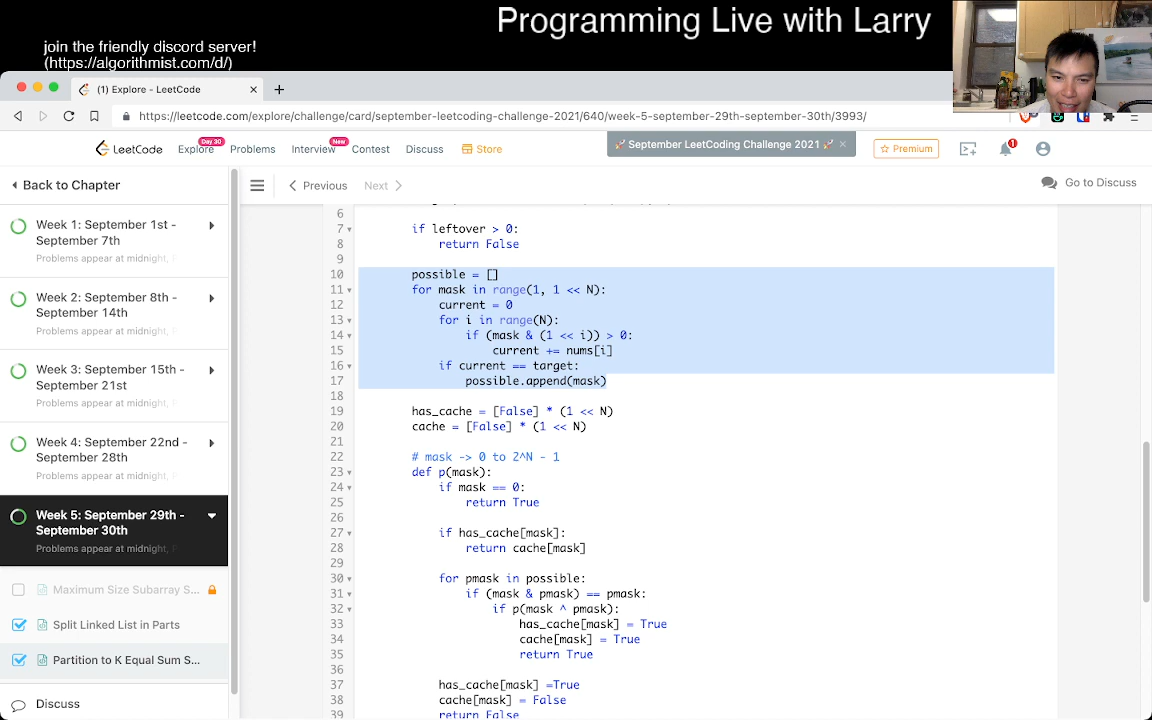 Programming Live with Larry
join the friendly discord server!
(https://algorithmist.com/d/)
(1) Explore - LeetCode
https://leetcode.com/explore/challenge/card/september-leetcoding-challenge-2021/640/week-5-september-29th-september-30th/3993/
LeetCode
Explore
Day 30
Problems
Interview
New
Contest
Discuss
Store
🚀 September LeetCoding Challenge 2021 🚀
Premium
1
Back to Chapter
Previous
Next
Go to Discuss
Week 1: September 1st -
September 7th
Problems appear at midnight,
Week 2: September 8th -
September 14th
Problems appear at midnight,
Week 3: September 15th -
September 21st
Problems appear at midnight,
Week 4: September 22nd -
September 28th
Problems appear at midnight,
Week 5: September 29th -
September 30th
Problems appear at midnight,
Maximum Size Subarray S...
Split Linked List in Parts
Partition to K Equal Sum S...
Discuss
6
7 if leftover > 0:
8 return False
9
10 possible = []
11 for mask in range(1, 1 << N):
12 current = 0
13 for i in range(N):
14 if (mask & (1 << i)) > 0:
15 current += nums[i]
16 if current == target:
17 possible.append(mask)
18
19 has_cache = [False] * (1 << N)
20 cache = [False] * (1 << N)
21
22 # mask -> 0 to 2^N - 1
23 def p(mask):
24 if mask == 0:
25 return True
26
27 if has_cache[mask]:
28 return cache[mask]
29
30 for pmask in possible:
31 if (mask & pmask) == pmask:
32 if p(mask ^ pmask):
33 has_cache[mask] = True
34 cache[mask] = True
35 return True
36
37 has_cache[mask] =True
38 cache[mask] = False
39 return False